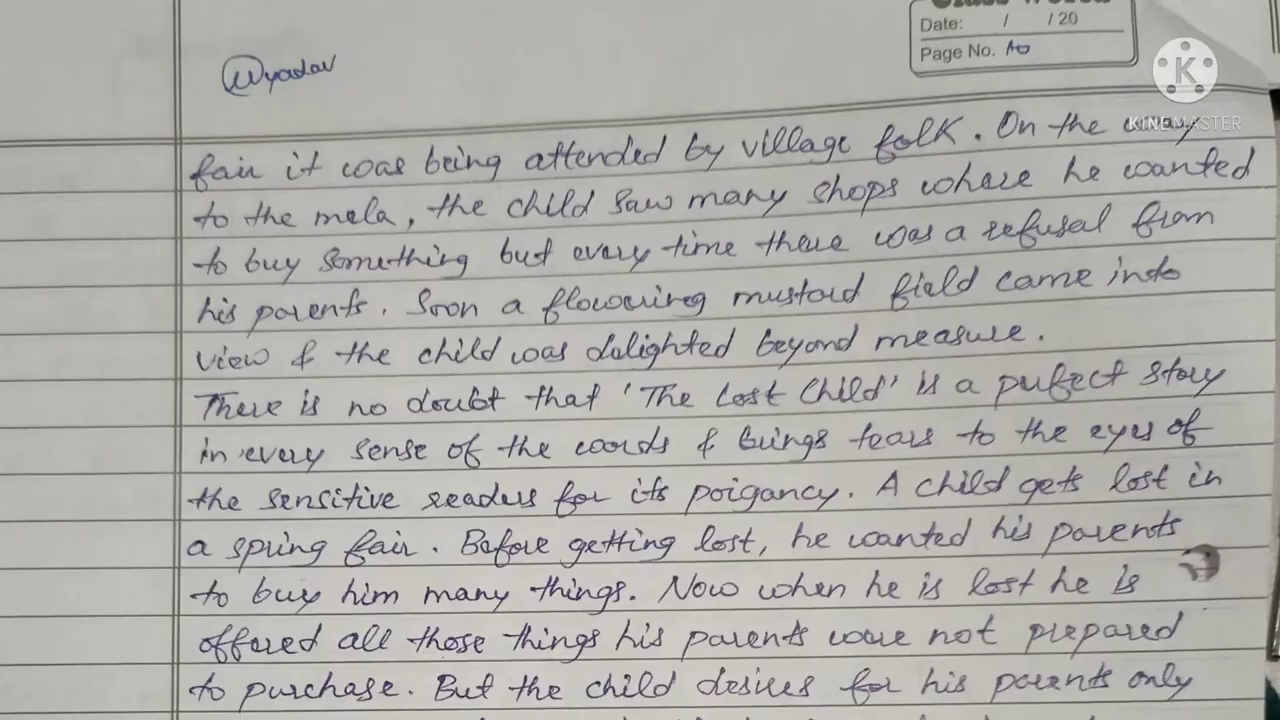 Date: / /20
Page No. 10
@Vyadav
K
KINEMASTER
fair it was being attended by village folk. On the way
to the mela, the child saw many shops where he wanted
to buy something but every time there was a refusal from
his parents. Soon a flowering mustard field came into
view & the child was delighted beyond measure.
There is no doubt that 'The Lost Child' is a perfect story
in every sense of the words & brings tears to the eyes of
the sensitive readers for its poigancy. A child gets lost in
a spring fair. Before getting lost, he wanted his parents
to buy him many things. Now when he is lost he is
offered all those things his parents were not prepared
to purchase. But the child desires for his parents only